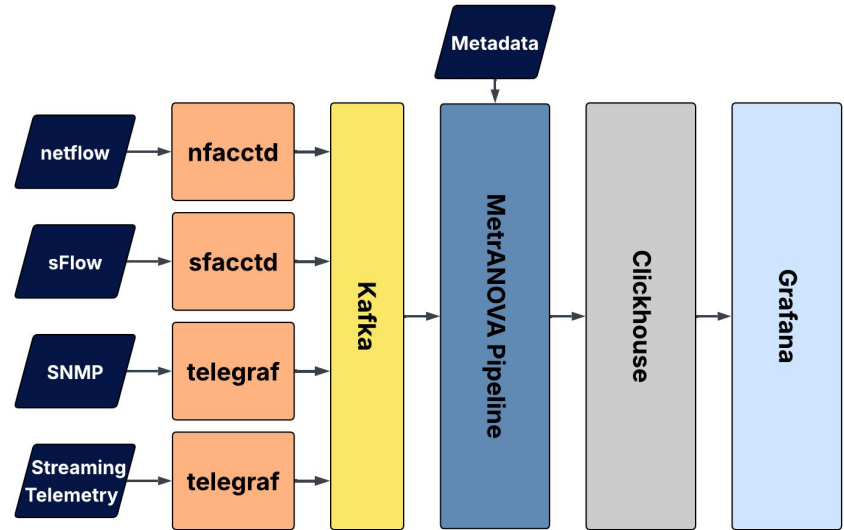 Metadata
netflow
nfacctd
sFlow
sfacctd
SNMP
telegraf
Streaming
Telemetry
telegraf
Kafka
MetrANOVA Pipeline
Clickhouse
Grafana